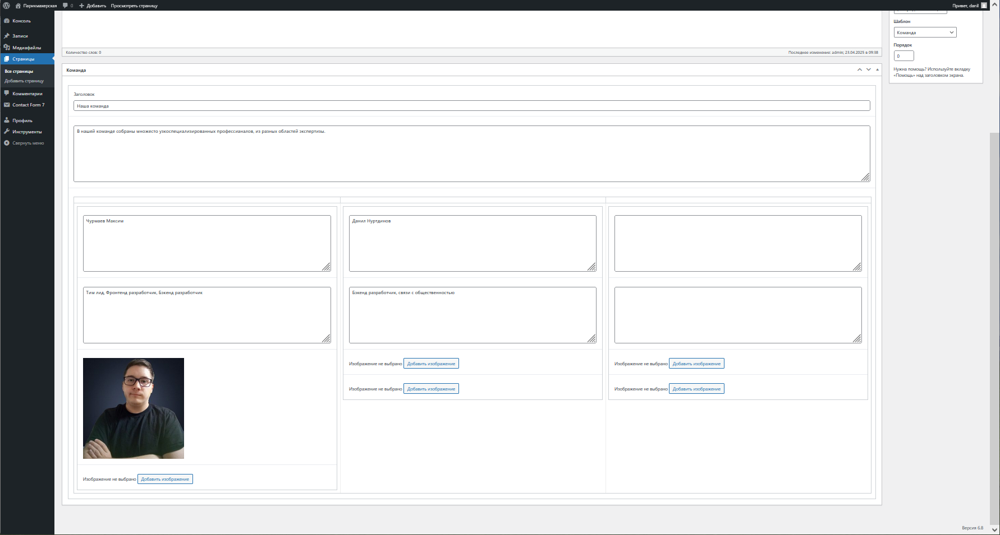 Парикмахерская
0
Добавить
Просмотреть страницу
Привет, danil
Консоль
Записи
Медиафайлы
Страницы
Все страницы
Добавить страницу
Комментарии
Contact Form 7
Профиль
Инструменты
Свернуть меню
Количество слов: 0
Последнее изменение: admin; 23.04.2025 в 09:38
Шаблон
Команда
Порядок
0
Нужна помощь? Используйте вкладку
«Помощь» над заголовком экрана.
Команда
Заголовок
Наша команда
В нашей команде собраны множесто узкоспециализированных профессианалов, из разных областей экспертизы.
Чурмаев Максим
Данил Нуртдинов
Тим лид, Фронтенд разработчик, Бэкенд разработчик
Бэкенд разработчик, связи с общественностью
Изображение не выбрано Добавить изображение
Изображение не выбрано Добавить изображение
Изображение не выбрано Добавить изображение
Изображение не выбрано Добавить изображение
Изображение не выбрано Добавить изображение
Версия 6.8